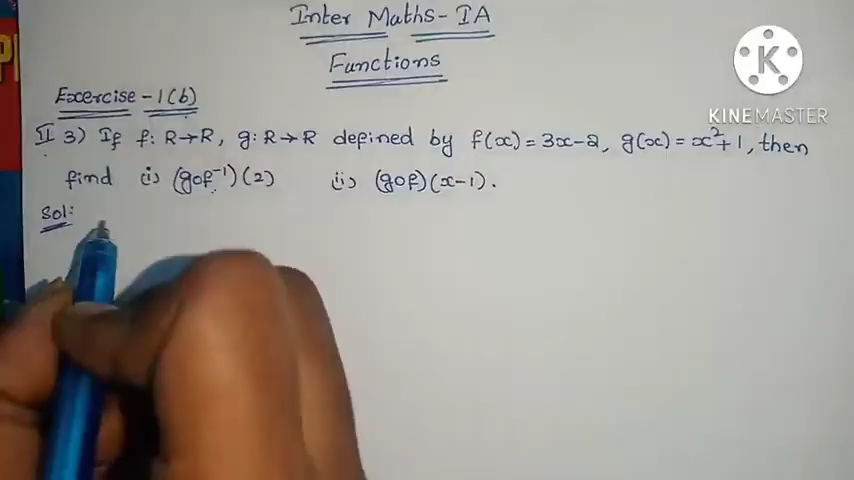 Inter Maths-IA
Functions
KINEMASTER
Exercise-1(b)
II 3) If f: R→R, g: R→R defined by f(x)=3x-2, g(x)=x²+1, then
find (i) (gof⁻¹)(2) ii) (gof)(x-1).
Sol: